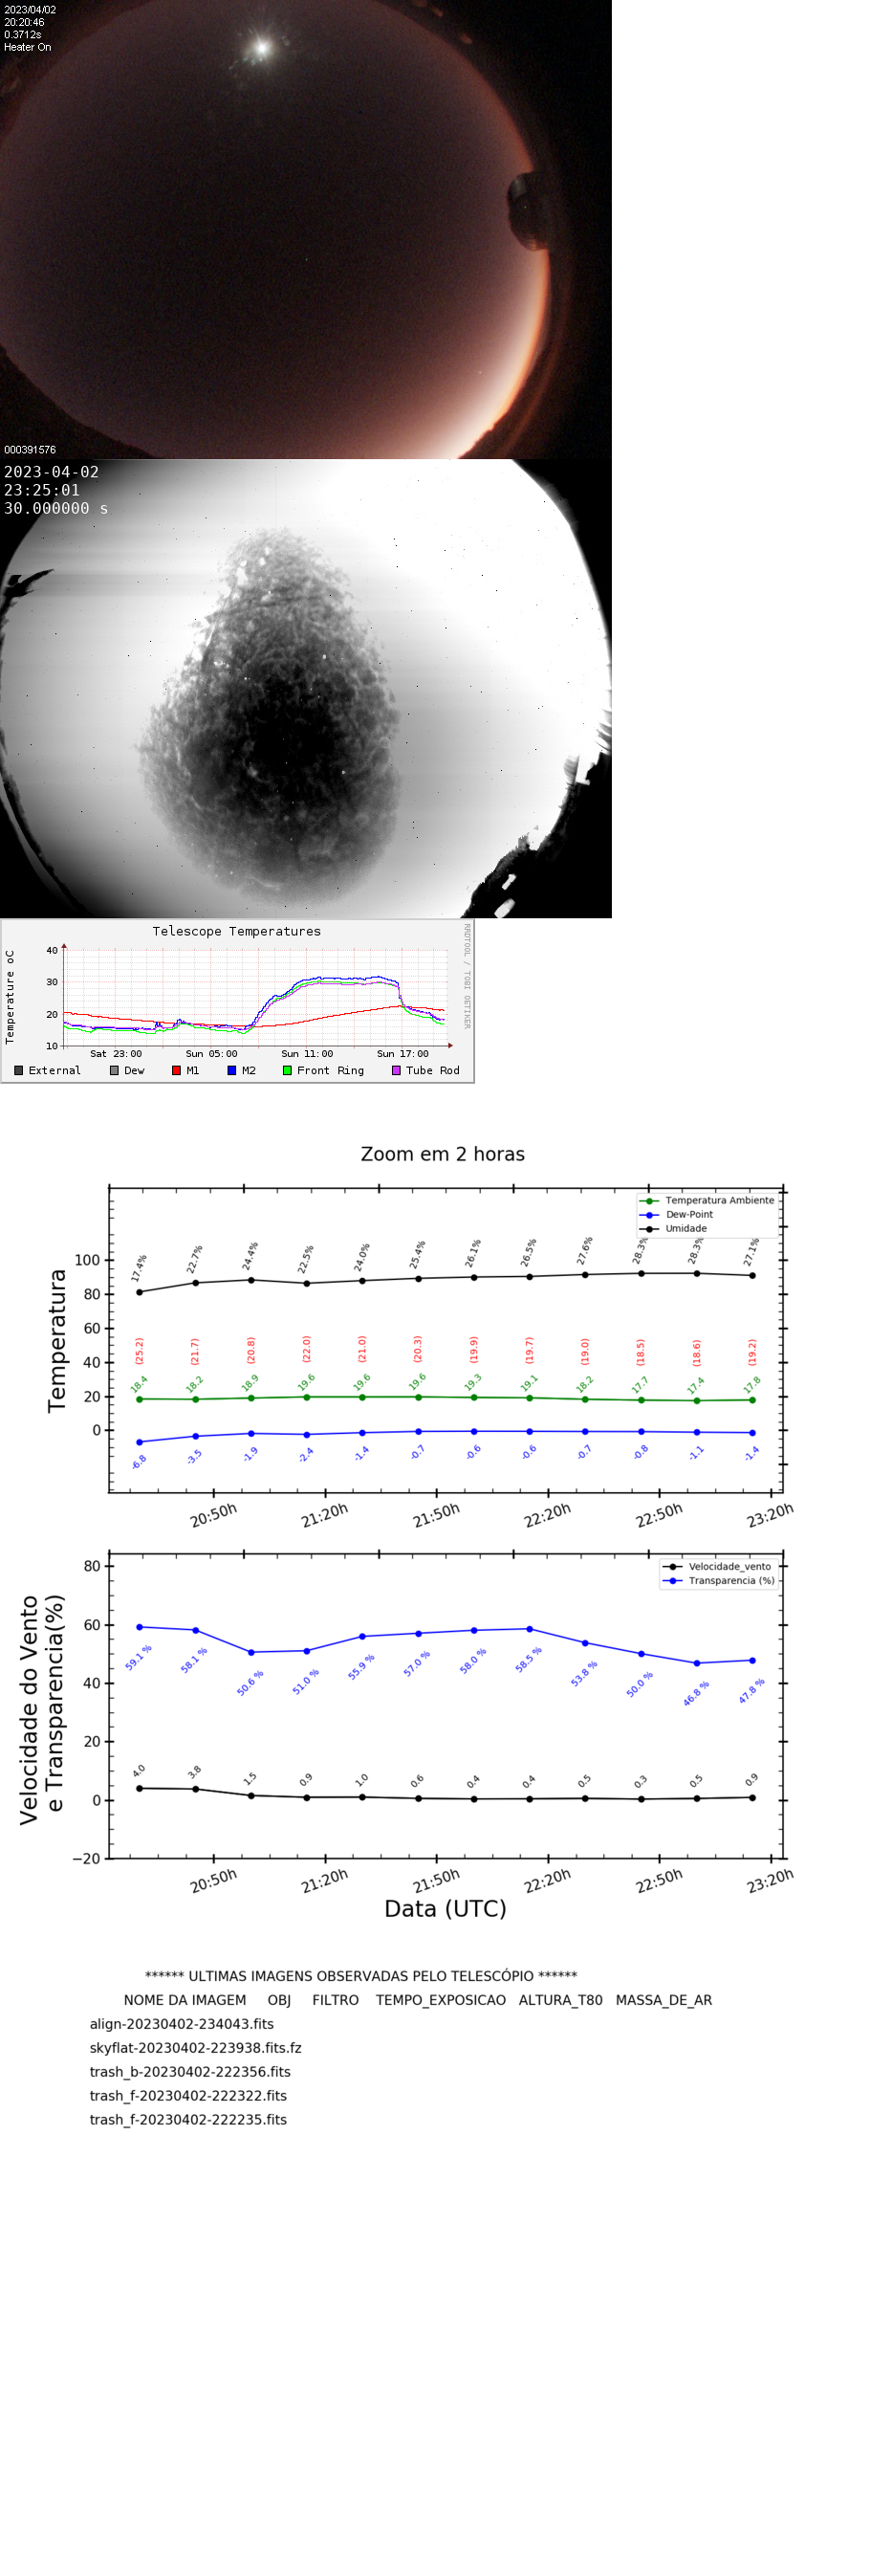 2023/04/02
20:20:46
0.3712s
Heater On
000391576
2023-04-02
23:25:01
30.000000 s
Telescope Temperatures
Temperature oC
RRDTOOL / TOBI OETIKER
40
30
20
10
Sat 23:00 Sun 05:00 Sun 11:00 Sun 17:00
External Dew M1 M2 Front Ring Tube Rod
Zoom em 2 horas
Temperatura Ambiente
Dew-Point
Umidade
Temperatura
100
80
60
40
20
0
17.4% 22.7% 24.4% 22.5% 24.0% 25.4% 26.1% 26.5% 27.6% 28.3% 28.3% 27.1%
(25.2) (21.7) (20.8) (22.0) (21.0) (20.3) (19.9) (19.7) (19.0) (18.5) (18.6) (19.2)
18.4 18.2 18.9 19.6 19.6 19.6 19.3 19.1 18.2 17.7 17.4 17.8
-6.8 -3.5 -1.9 -2.4 -1.4 -0.7 -0.6 -0.6 -0.7 -0.8 -1.1 -1.4
20:50h 21:20h 21:50h 22:20h 22:50h 23:20h
Velocidade_vento
Transparencia (%)
Velocidade do Vento
e Transparencia(%)
80
60
40
20
0
−20
59.1 % 58.1 % 50.6 % 51.0 % 55.9 % 57.0 % 58.0 % 58.5 % 53.8 % 50.0 % 46.8 % 47.8 %
4.0 3.8 1.5 0.9 1.0 0.6 0.4 0.4 0.5 0.3 0.5 0.9
20:50h 21:20h 21:50h 22:20h 22:50h 23:20h
Data (UTC)
****** ULTIMAS IMAGENS OBSERVADAS PELO TELESCÓPIO ******
NOME DA IMAGEM OBJ FILTRO TEMPO_EXPOSICAO ALTURA_T80 MASSA_DE_AR
align-20230402-234043.fits
skyflat-20230402-223938.fits.fz
trash_b-20230402-222356.fits
trash_f-20230402-222322.fits
trash_f-20230402-222235.fits